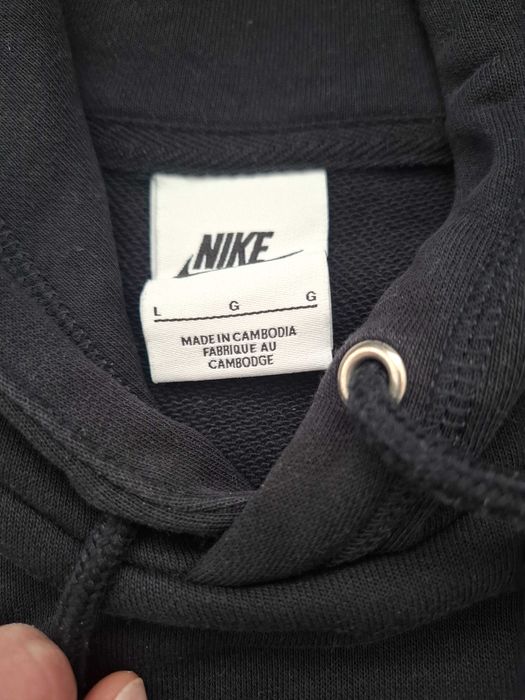 NIKE
L G G
MADE IN CAMBODIA
FABRIQUE AU
CAMBODGE